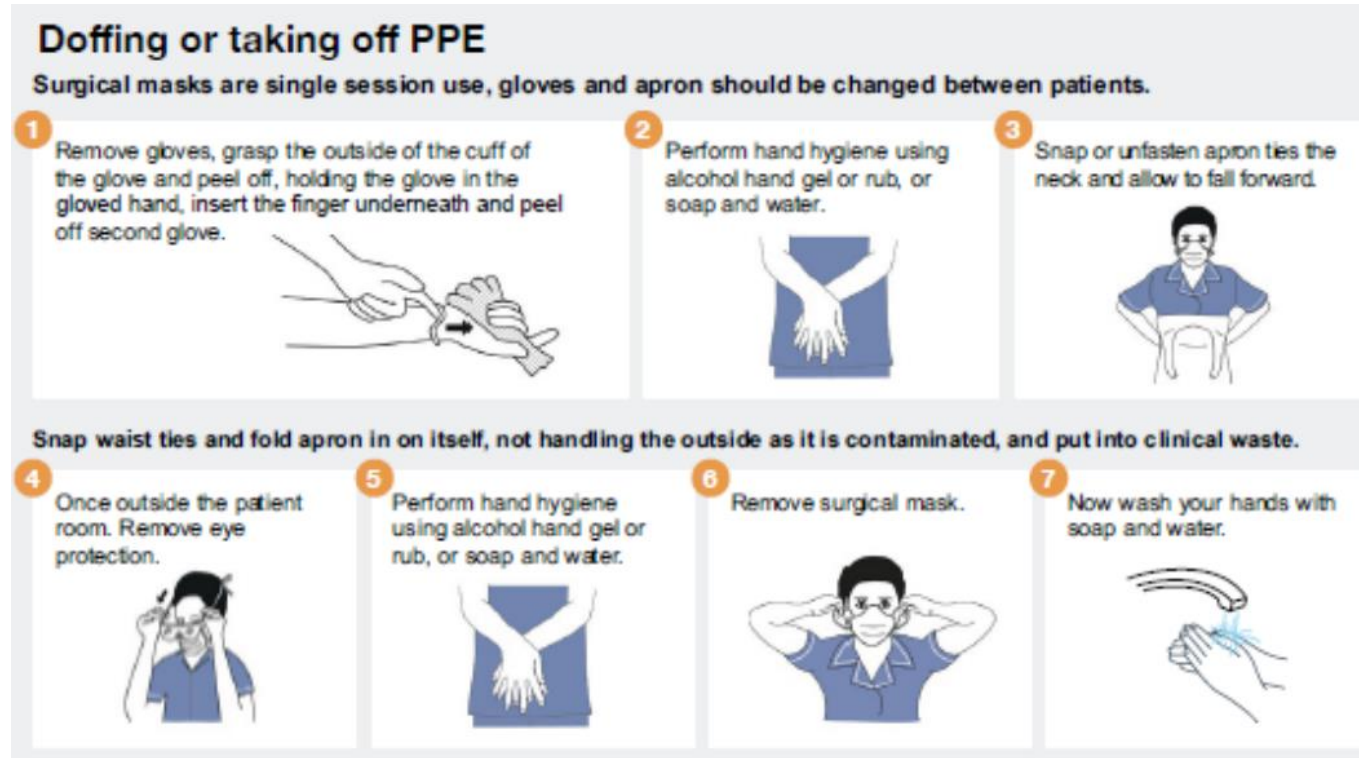 Doffing or taking off PPE
Surgical masks are single session use, gloves and apron should be changed between patients.
1
Remove gloves, grasp the outside of the cuff of
the glove and peel off, holding the glove in the
gloved hand, insert the finger underneath and peel
off second glove.
2
Perform hand hygiene using
alcohol hand gel or rub, or
soap and water.
3
Snap or unfasten apron ties the
neck and allow to fall forward.
Snap waist ties and fold apron in on itself, not handling the outside as it is contaminated, and put into clinical waste.
4
Once outside the patient
room. Remove eye
protection.
5
Perform hand hygiene
using alcohol hand gel or
rub, or soap and water.
6
Remove surgical mask.
7
Now wash your hands with
soap and water.